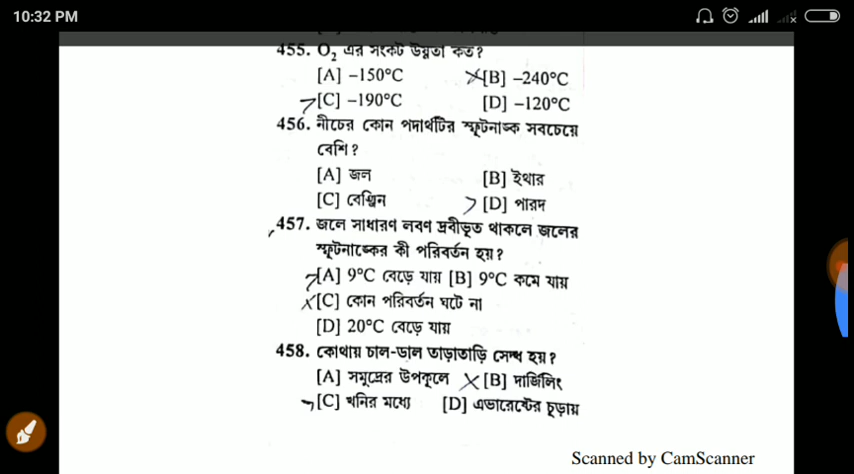 10:32 PM
455. O₂ এর সংকট উষ্ণতা কত?
[A] –150°C [B] –240°C
[C] –190°C [D] –120°C
456. নীচের কোন পদার্থটির স্ফূটনাঙ্ক সবচেয়ে
বেশি?
[A] জল [B] ইথার
[C] বেঞ্জিন [D] পারদ
457. জলে সাধারণ লবণ দ্রবীভূত থাকলে জলের
স্ফূটনাঙ্কের কী পরিবর্তন হয়?
[A] 9°C বেড়ে যায় [B] 9°C কমে যায়
[C] কোন পরিবর্তন ঘটে না
[D] 20°C বেড়ে যায়
458. কোথায় চাল-ডাল তাড়াতাড়ি সেদ্ধ হয়?
[A] সমুদ্রের উপকূলে [B] দার্জিলিং
[C] খনির মধ্যে [D] এভারেস্টের চূড়ায়
Scanned by CamScanner